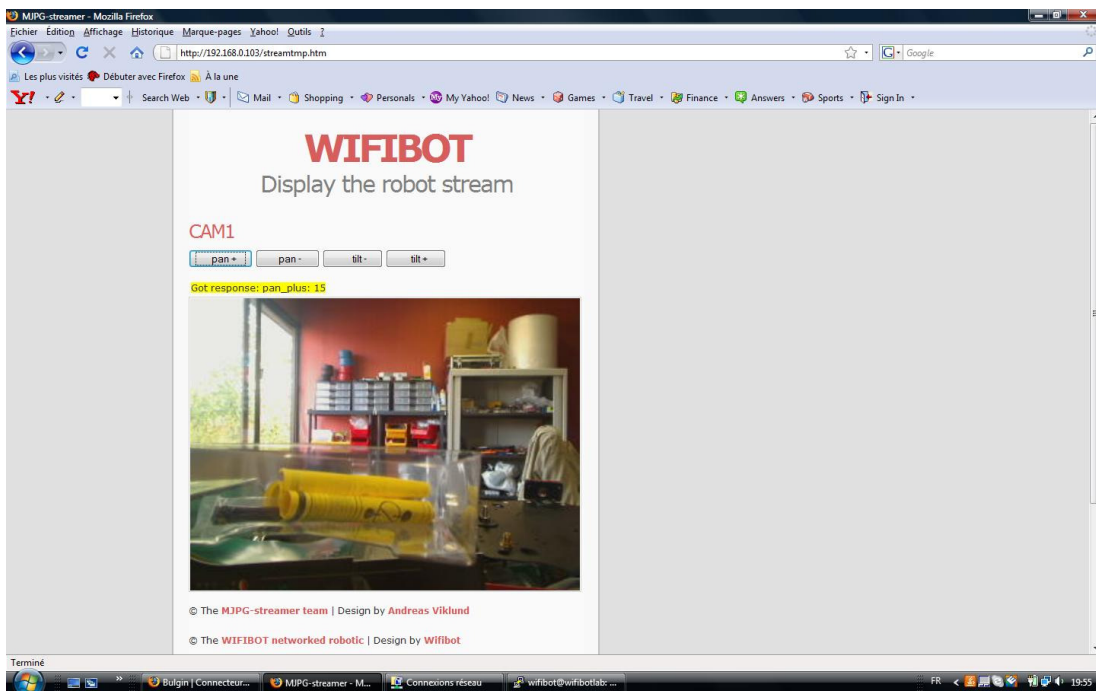 MJPG-streamer - Mozilla Firefox
Fichier Édition Affichage Historique Marque-pages Yahoo! Outils ?
http://192.168.0.103/streamtmp.htm
G Google
Les plus visités Débuter avec Firefox À la une
Y! Search Web Mail Shopping Personals My Yahoo! News Games Travel Finance Answers Sports Sign In
WIFIBOT
Display the robot stream
CAM1
pan + pan - tilt - tilt +
Got response: pan_plus: 15
© The MJPG-streamer team | Design by Andreas Viklund
© The WIFIBOT networked robotic | Design by Wifibot
Terminé
» Bulgin | Connecteur... MJPG-streamer - M... Connexions réseau wifibot@wifibotlab: ... FR < 19:55